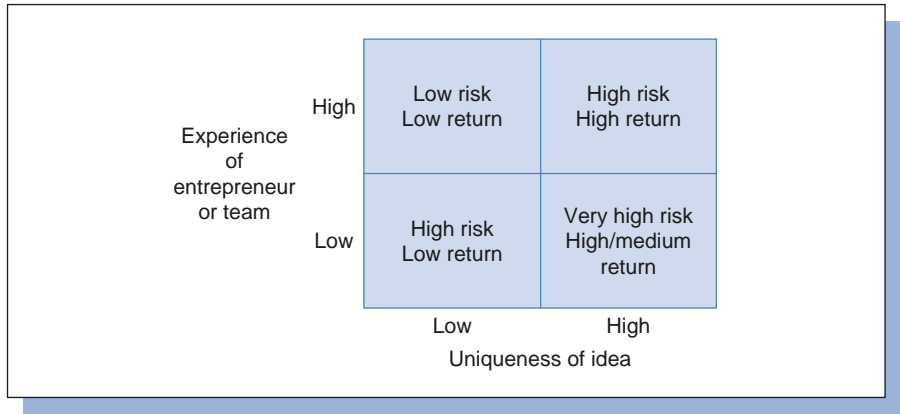 Experience
of
entrepreneur
or team
High
Low risk
Low return
High risk
High return
Low
High risk
Low return
Very high risk
High/medium
return
Low
High
Uniqueness of idea